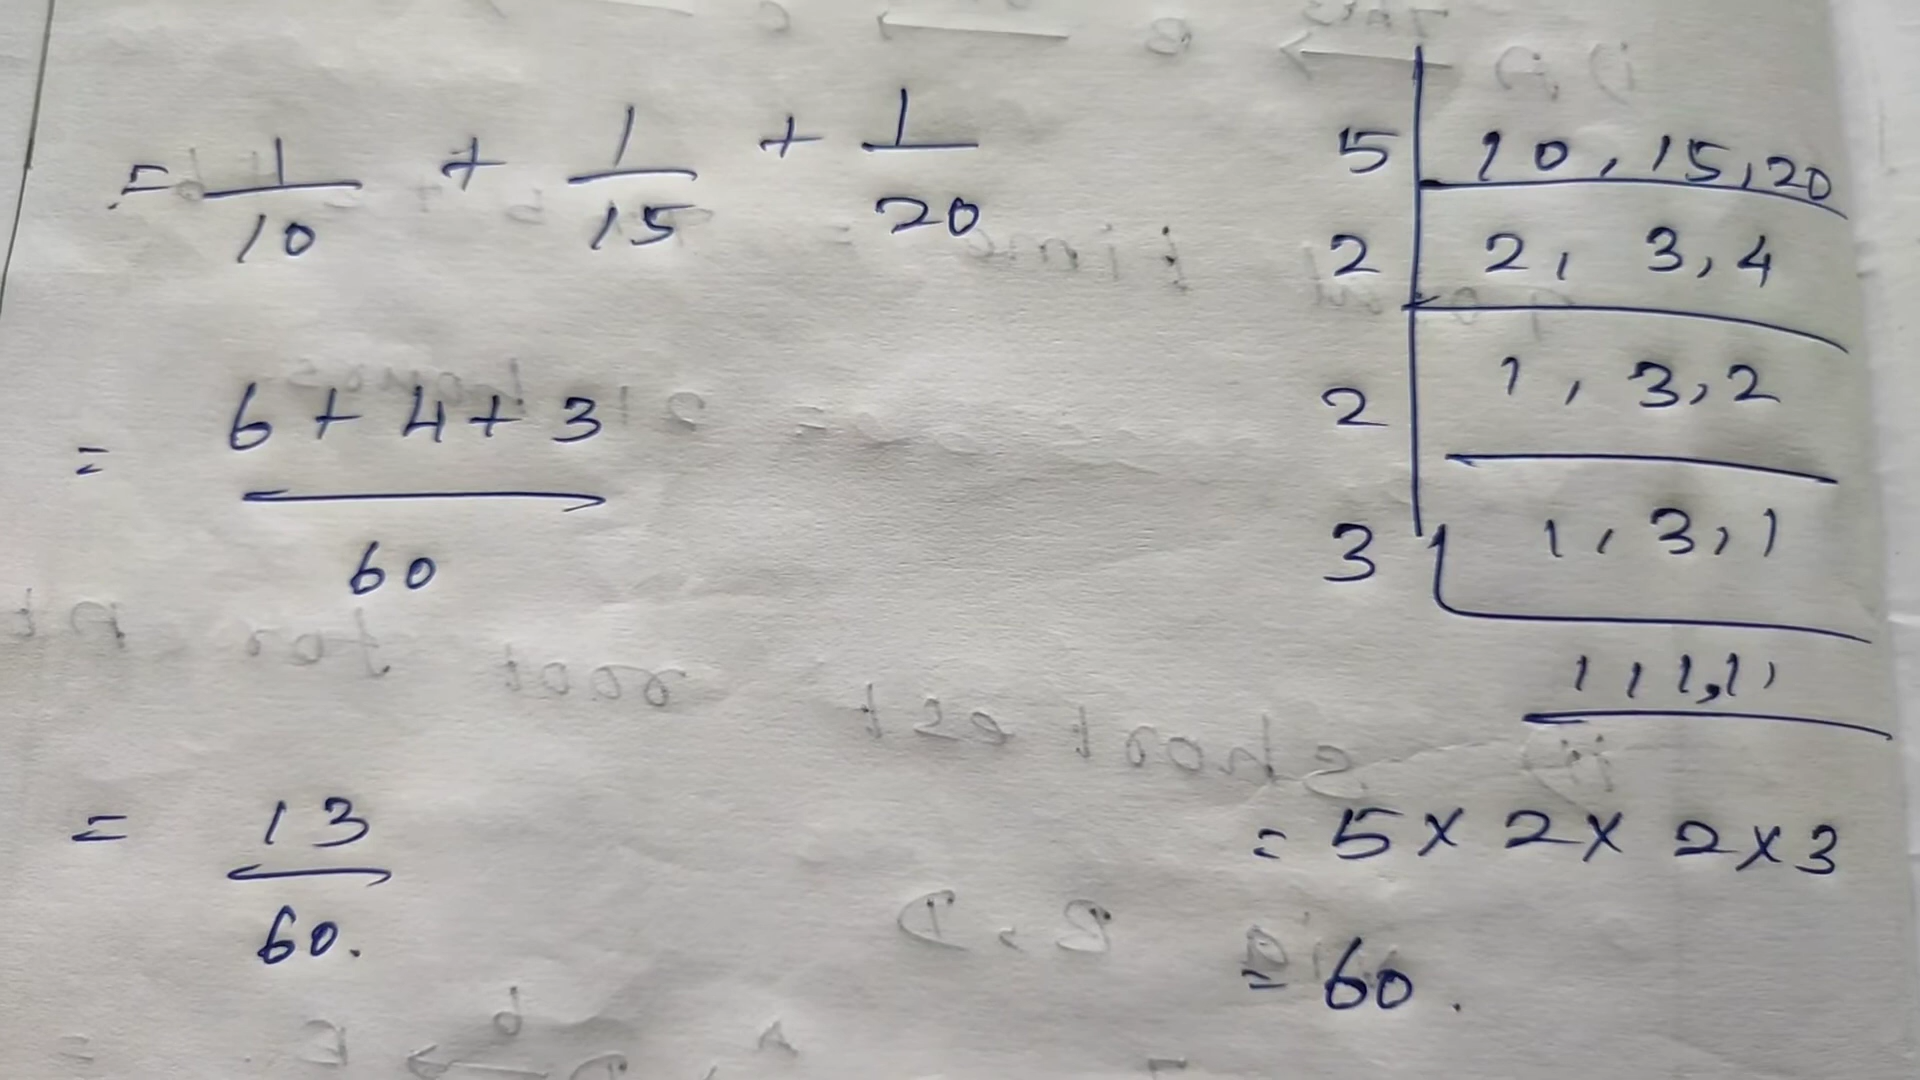 = 1/10 + 1/15 + 1/20
= 6 + 4 + 3 / 60
= 13 / 60.
5 | 10, 15, 20
2 | 2, 3, 4
2 | 1, 3, 2
3 | 1, 3, 1
1, 1, 1
= 5 × 2 × 2 × 3
= 60.